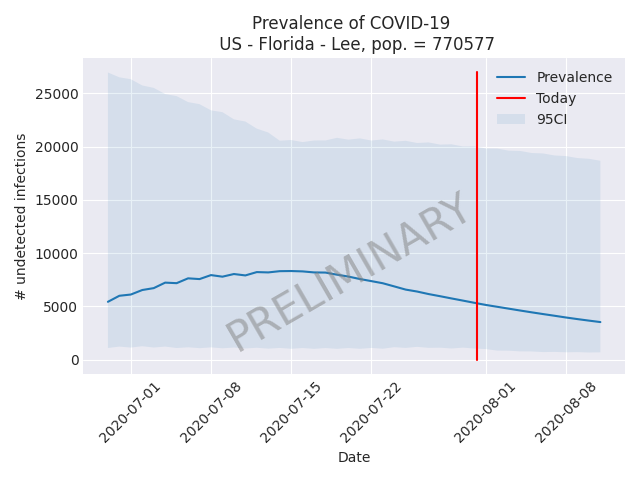 Prevalence of COVID-19
US - Florida - Lee, pop. = 770577
Prevalence
Today
95CI
25000
20000
15000
10000
5000
0
# undetected infections
PRELIMINARY
2020-07-01
2020-07-08
2020-07-15
2020-07-22
2020-08-01
2020-08-08
Date